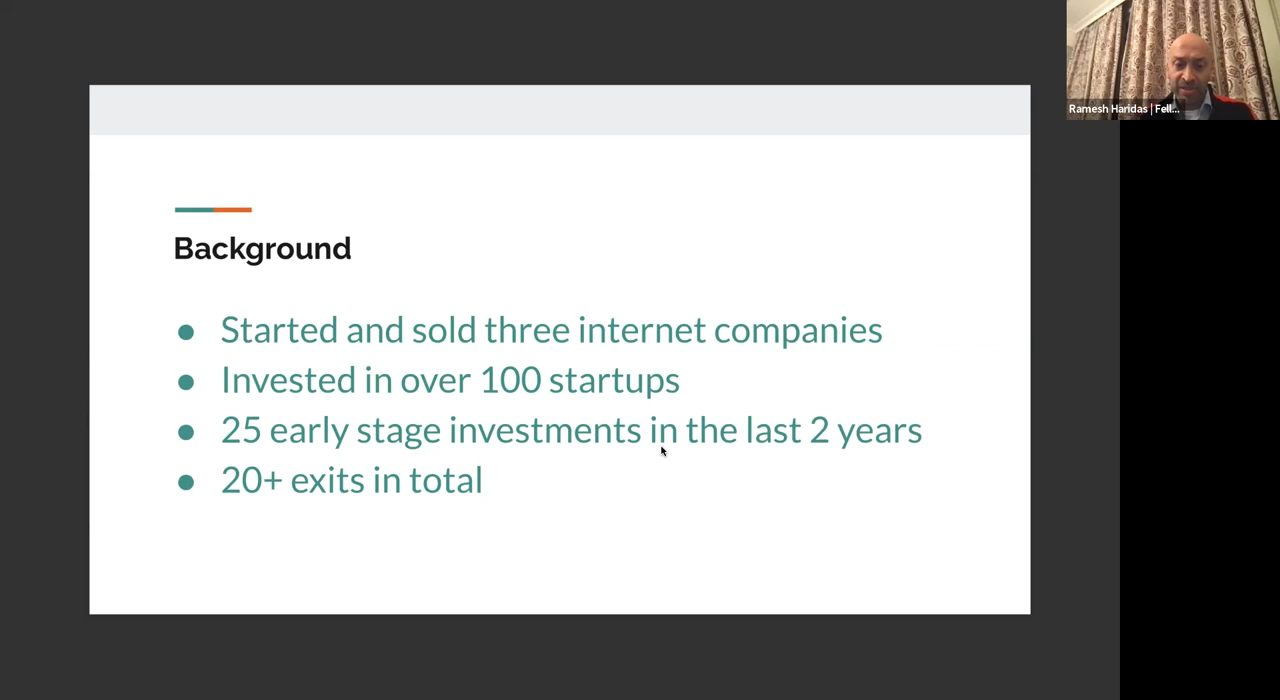 Background
● Started and sold three internet companies
● Invested in over 100 startups
● 25 early stage investments in the last 2 years
● 20+ exits in total
Ramesh Haridas | Fell...